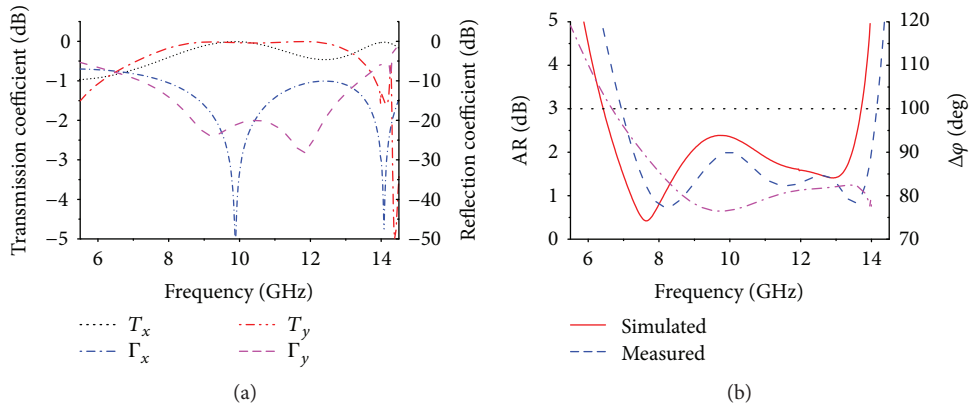 Transmission coefficient (dB)
0
−1
−2
−3
−4
−5
0
−10
−20
−30
−40
−50
Reflection coefficient (dB)
6 8 10 12 14
Frequency (GHz)
T_x T_y
Γ_x Γ_y
(a)
AR (dB)
5
4
3
2
1
0
120
110
100
90
80
70
Δφ (deg)
6 8 10 12 14
Frequency (GHz)
Simulated
Measured
(b)